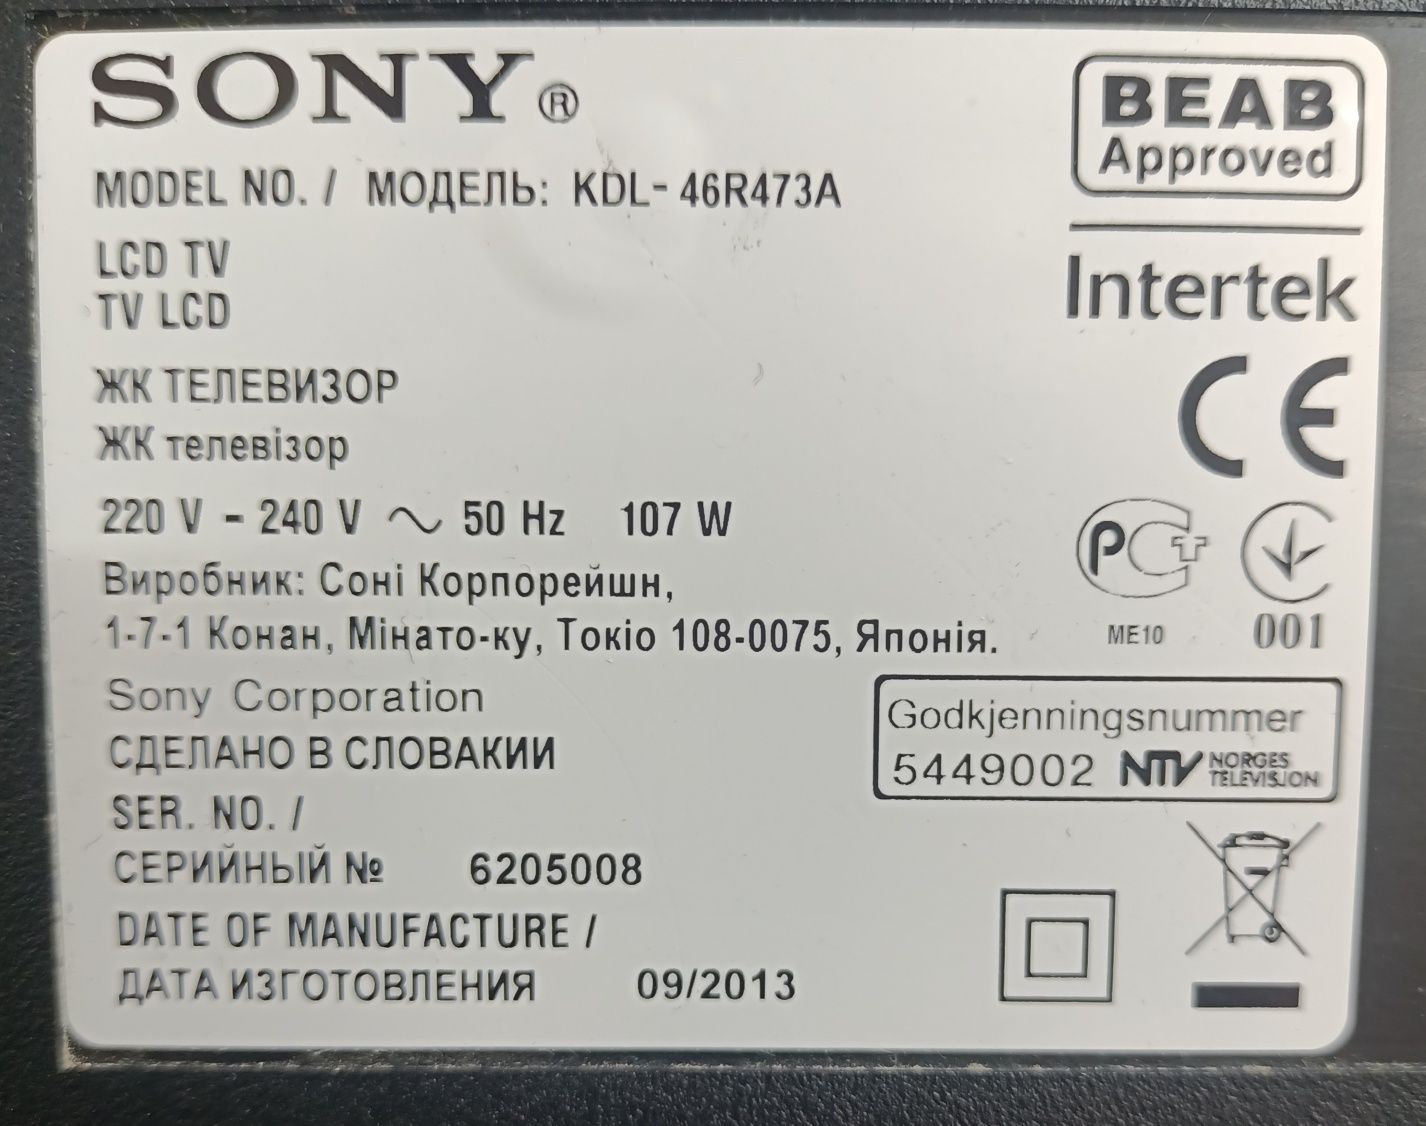 SONY®
MODEL NO. / МОДЕЛЬ: KDL-46R473A
LCD TV
TV LCD
ЖК ТЕЛЕВИЗОР
ЖК телевізор
220 V - 240 V ~ 50 Hz 107 W
Виробник: Соні Корпорейшн,
1-7-1 Конан, Мінато-ку, Токіо 108-0075, Японія.
Sony Corporation
СДЕЛАНО В СЛОВАКИИ
SER. NO. /
СЕРИЙНЫЙ № 6205008
DATE OF MANUFACTURE /
ДАТА ИЗГОТОВЛЕНИЯ 09/2013
BEAB
Approved
Intertek
CE
PCT
ME10
001
Godkjenningsnummer
5449002 NTV NORGES
TELEVISJON